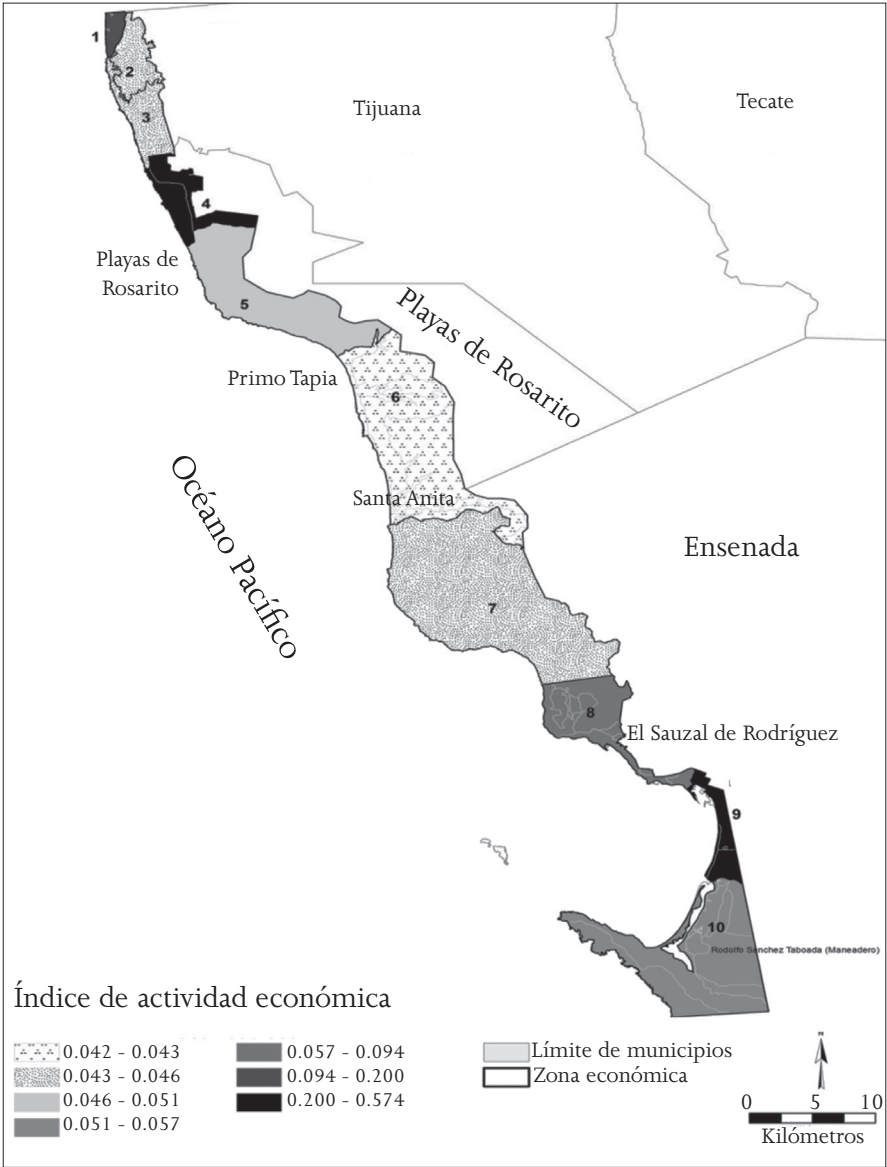 1
2
3
Tijuana
Tecate
4
Playas de
Rosarito
5
Playas de Rosarito
Primo Tapia
6
Océano Pacífico
Santa Anita
Ensenada
7
8
El Sauzal de Rodríguez
9
10
Rodolfo Sánchez Taboada (Maneadero)
Índice de actividad económica
0.042 - 0.043
0.043 - 0.046
0.046 - 0.051
0.051 - 0.057
0.057 - 0.094
0.094 - 0.200
0.200 - 0.574
Límite de municipios
Zona económica
N
0 5 10
Kilómetros